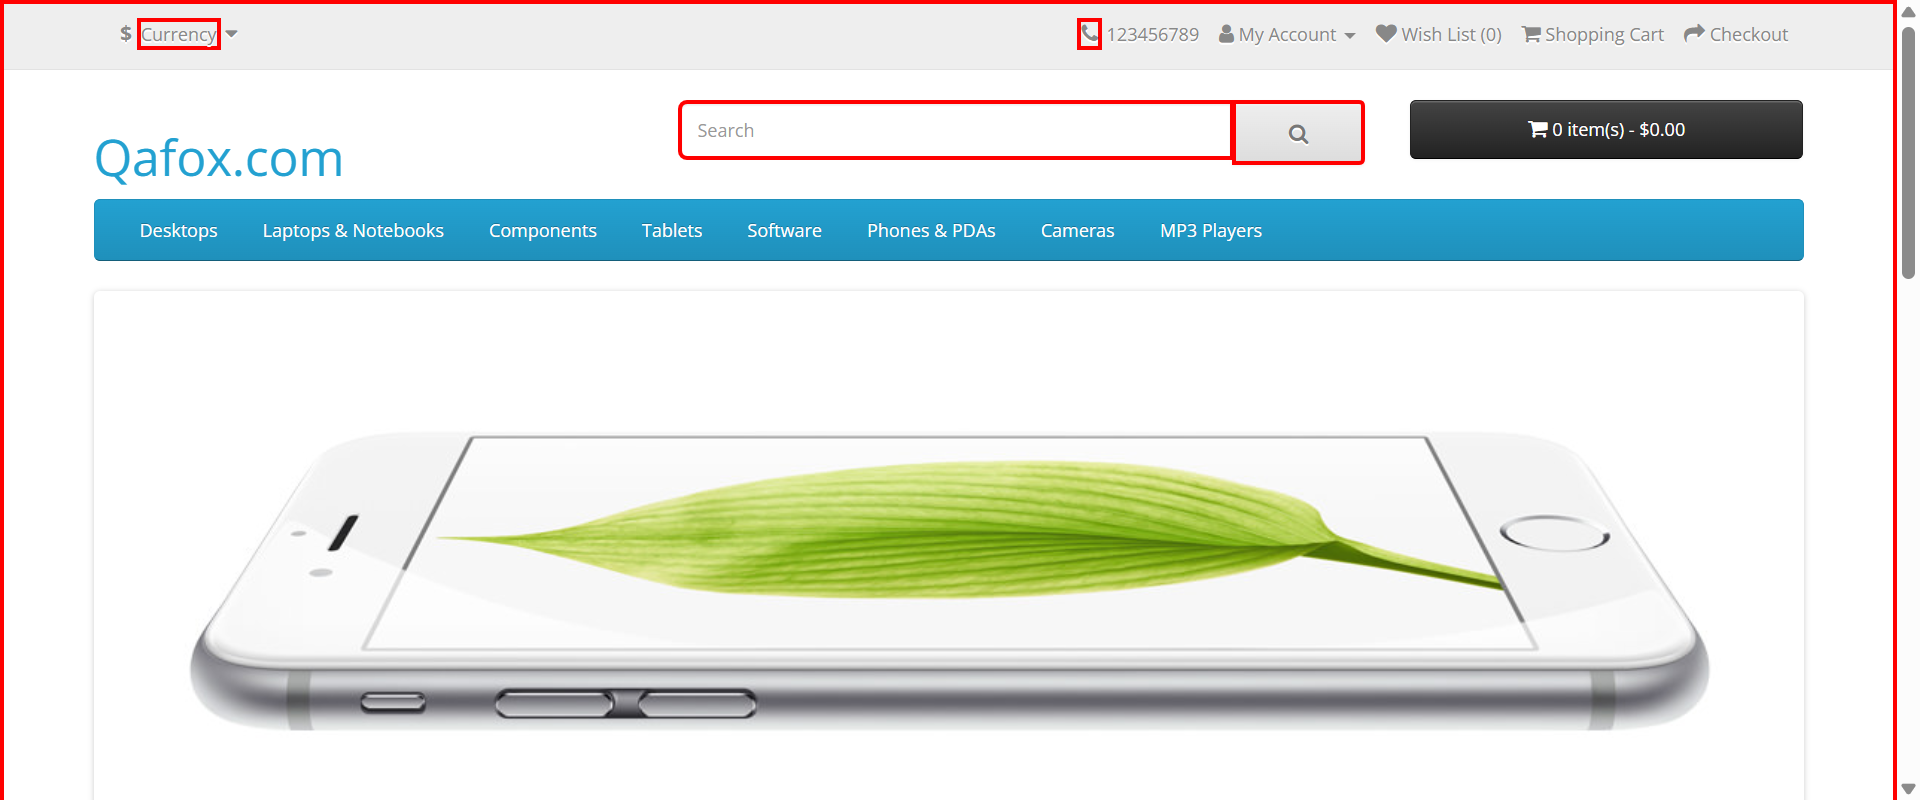 $ Currency
123456789 My Account Wish List (0) Shopping Cart Checkout
Qafox.com
Search
0 item(s) - $0.00
Desktops Laptops & Notebooks Components Tablets Software Phones & PDAs Cameras MP3 Players